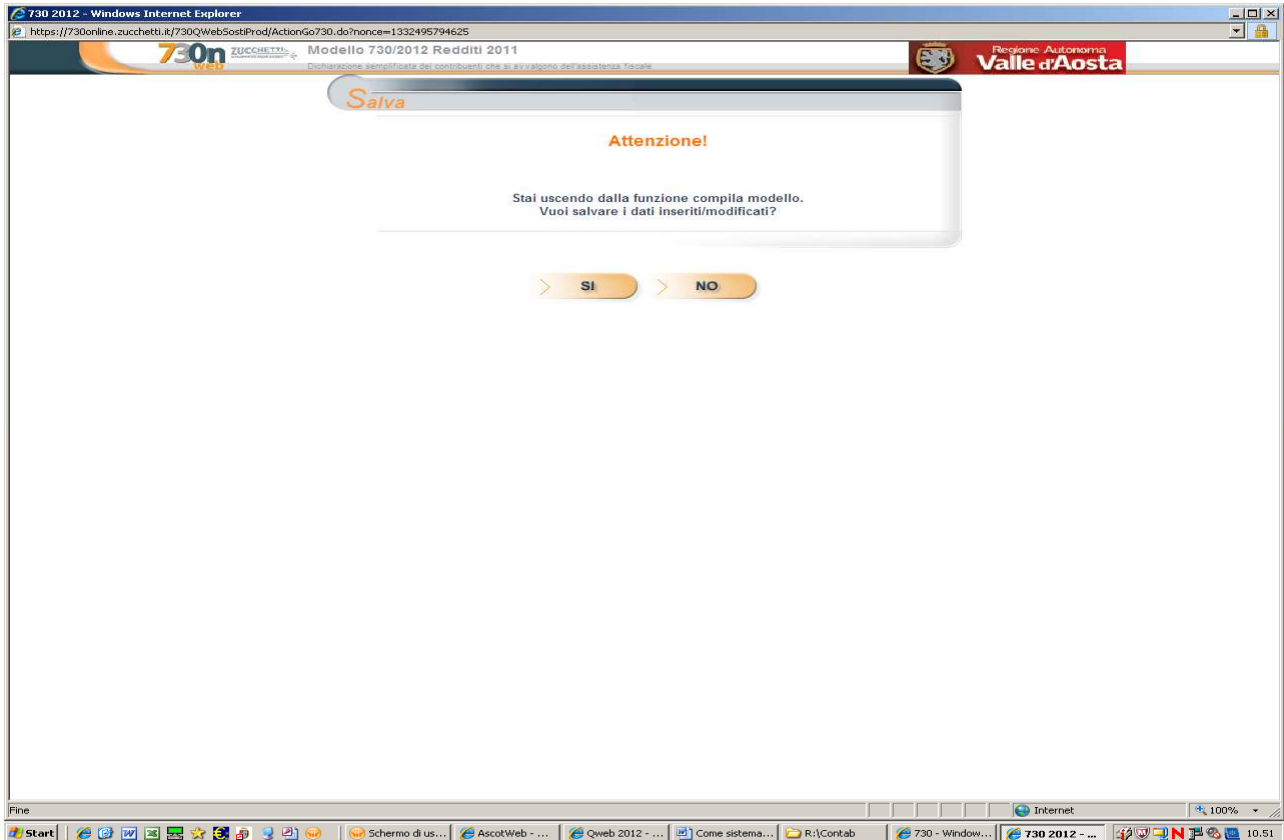 730 2012 - Windows Internet Explorer
https://730online.zucchetti.it/730QWebSostiProd/ActionGo730.do?nonce=1332495794625
730n web ZUCCHETTI Modello 730/2012 Redditi 2011
Dichiarazione semplificata dei contribuenti che si avvalgono dell'assistenza fiscale
Regione Autonoma
Valle d'Aosta
Salva
Attenzione!
Stai uscendo dalla funzione compila modello.
Vuoi salvare i dati inseriti/modificati?
SI NO
Fine Internet 100%
Start Schermo di us... AscotWeb - ... Qweb 2012 - ... Come sistema... R:\Contab 730 - Window... 730 2012 - ... 10.51